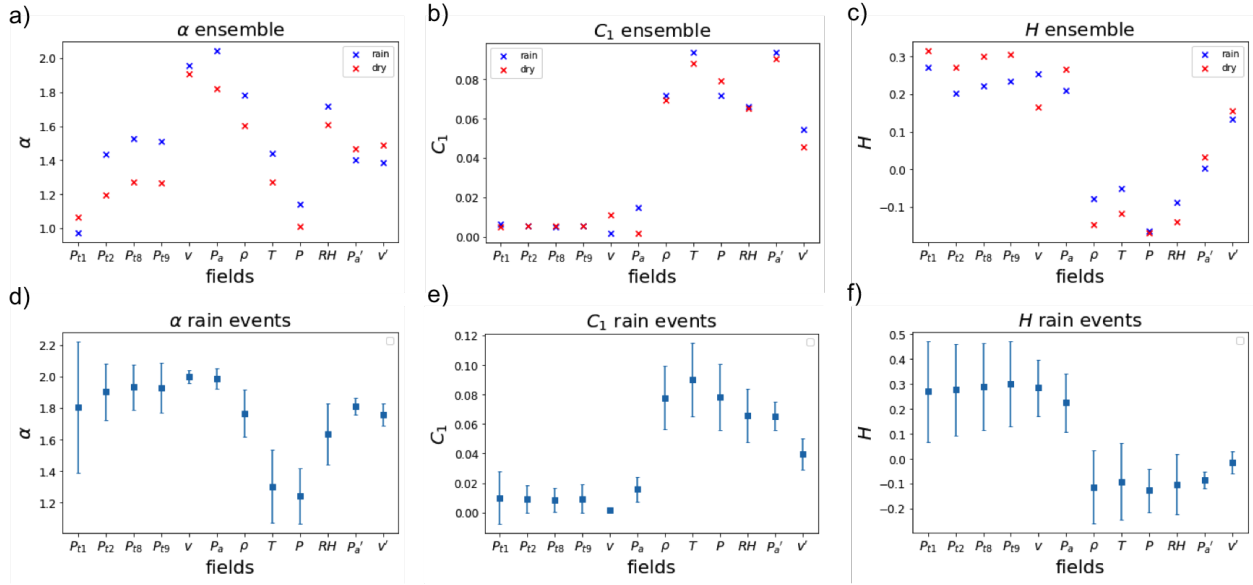 a)
α ensemble
rain
dry
2.0
1.8
1.6
1.4
1.2
1.0
α
Pt1 Pt2 Pt8 Pt9 v Pa ρ T P RH Pa′ v′
fields
b)
C1 ensemble
rain
dry
0.08
0.06
0.04
0.02
0.00
C1
Pt1 Pt2 Pt8 Pt9 v Pa ρ T P RH Pa′ v′
fields
c)
H ensemble
rain
dry
0.3
0.2
0.1
0.0
−0.1
H
Pt1 Pt2 Pt8 Pt9 v Pa ρ T P RH Pa′ v′
fields
d)
α rain events
2.2
2.0
1.8
1.6
1.4
1.2
α
Pt1 Pt2 Pt8 Pt9 v Pa ρ T P RH Pa′ v′
fields
e)
C1 rain events
0.12
0.10
0.08
0.06
0.04
0.02
0.00
C1
Pt1 Pt2 Pt8 Pt9 v Pa ρ T P RH Pa′ v′
fields
f)
H rain events
0.5
0.4
0.3
0.2
0.1
0.0
−0.1
−0.2
H
Pt1 Pt2 Pt8 Pt9 v Pa ρ T P RH Pa′ v′
fields